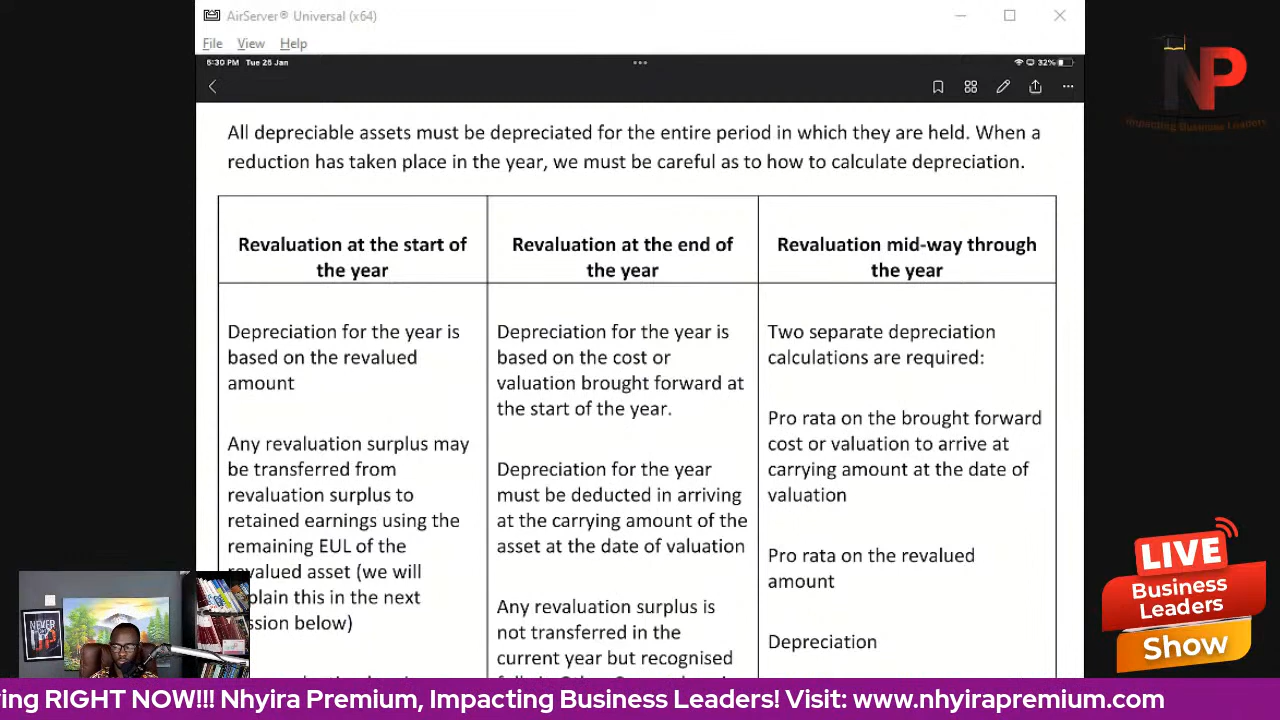 AirServer® Universal (x64)
File View Help
5:30 PM Tue 25 Jan
32%
All depreciable assets must be depreciated for the entire period in which they are held. When a
reduction has taken place in the year, we must be careful as to how to calculate depreciation.
Revaluation at the start of
the year
Depreciation for the year is
based on the revalued
amount
Any revaluation surplus may
be transferred from
revaluation surplus to
retained earnings using the
remaining EUL of the
revalued asset (we will
plain this in the next
ssion below)
Revaluation at the end of
the year
Depreciation for the year is
based on the cost or
valuation brought forward at
the start of the year.
Depreciation for the year
must be deducted in arriving
at the carrying amount of the
asset at the date of valuation
Any revaluation surplus is
not transferred in the
current year but recognised
Revaluation mid-way through
the year
Two separate depreciation
calculations are required:
Pro rata on the brought forward
cost or valuation to arrive at
carrying amount at the date of
valuation
Pro rata on the revalued
amount
Depreciation
NP
Impacting Business Leaders
LIVE
Business
Leaders
Show
NEVER
ying RIGHT NOW!!! Nhyira Premium, Impacting Business Leaders! Visit: www.nhyirapremium.com